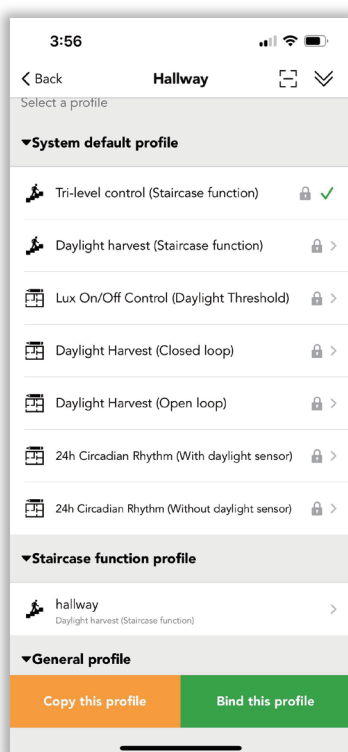 3:56
Back
Hallway
Select a profile
System default profile
Tri-level control (Staircase function)
Daylight harvest (Staircase function)
Lux On/Off Control (Daylight Threshold)
Daylight Harvest (Closed loop)
Daylight Harvest (Open loop)
24h Circadian Rhythm (With daylight sensor)
24h Circadian Rhythm (Without daylight sensor)
Staircase function profile
hallway
Daylight harvest (Staircase function)
General profile
Copy this profile
Bind this profile